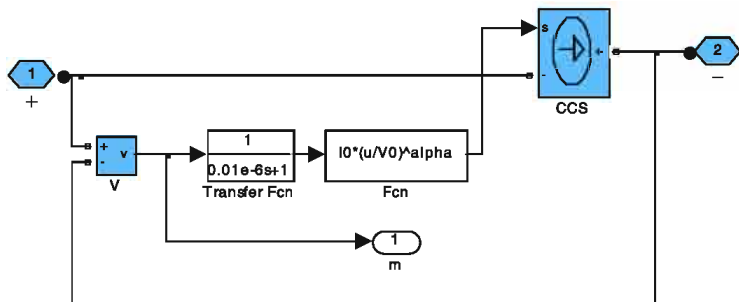 s
2
1
-
+
−
CCS
+
v
-
V
1
0.01e-6s+1
I0*(u/V0)^alpha
Transfer Fcn
Fcn
1
m